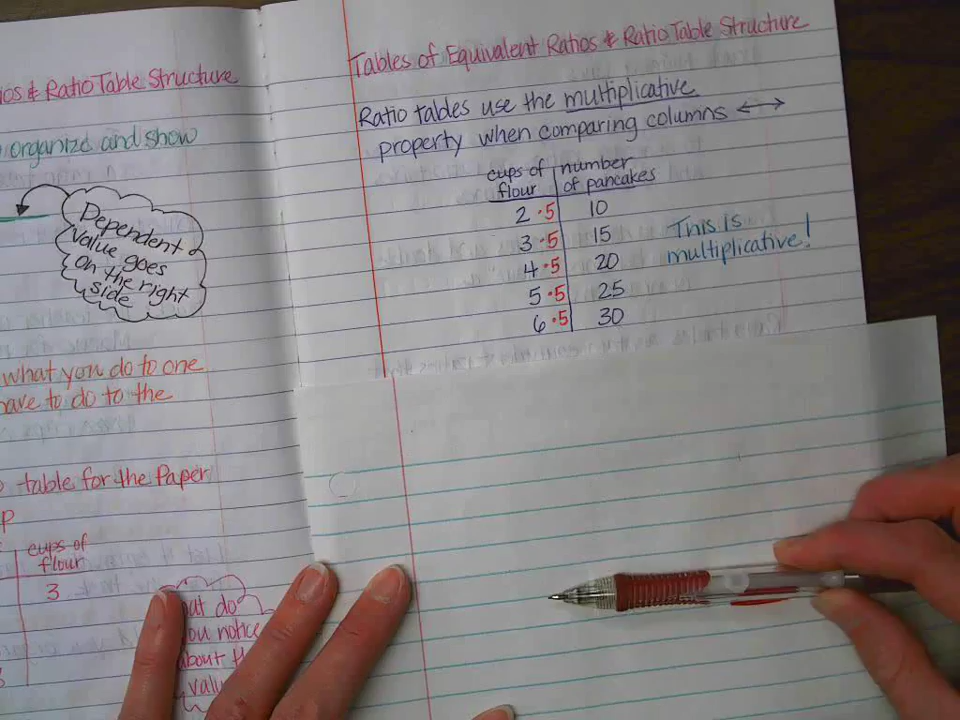 Ratio Table Structure
organize and show
Dependent
value goes
on the right
side
what you do to one
have to do to the
table for the Paper
cups of
flour
3
what do
you notice
about
Tables of Equivalent Ratios & Ratio Table Structure
Ratio tables use the multiplicative
property when comparing columns ↔
cups of flour | number of pancakes
2 ·5 | 10
3 ·5 | 15
4 ·5 | 20
5 ·5 | 25
6 ·5 | 30
This is
multiplicative!